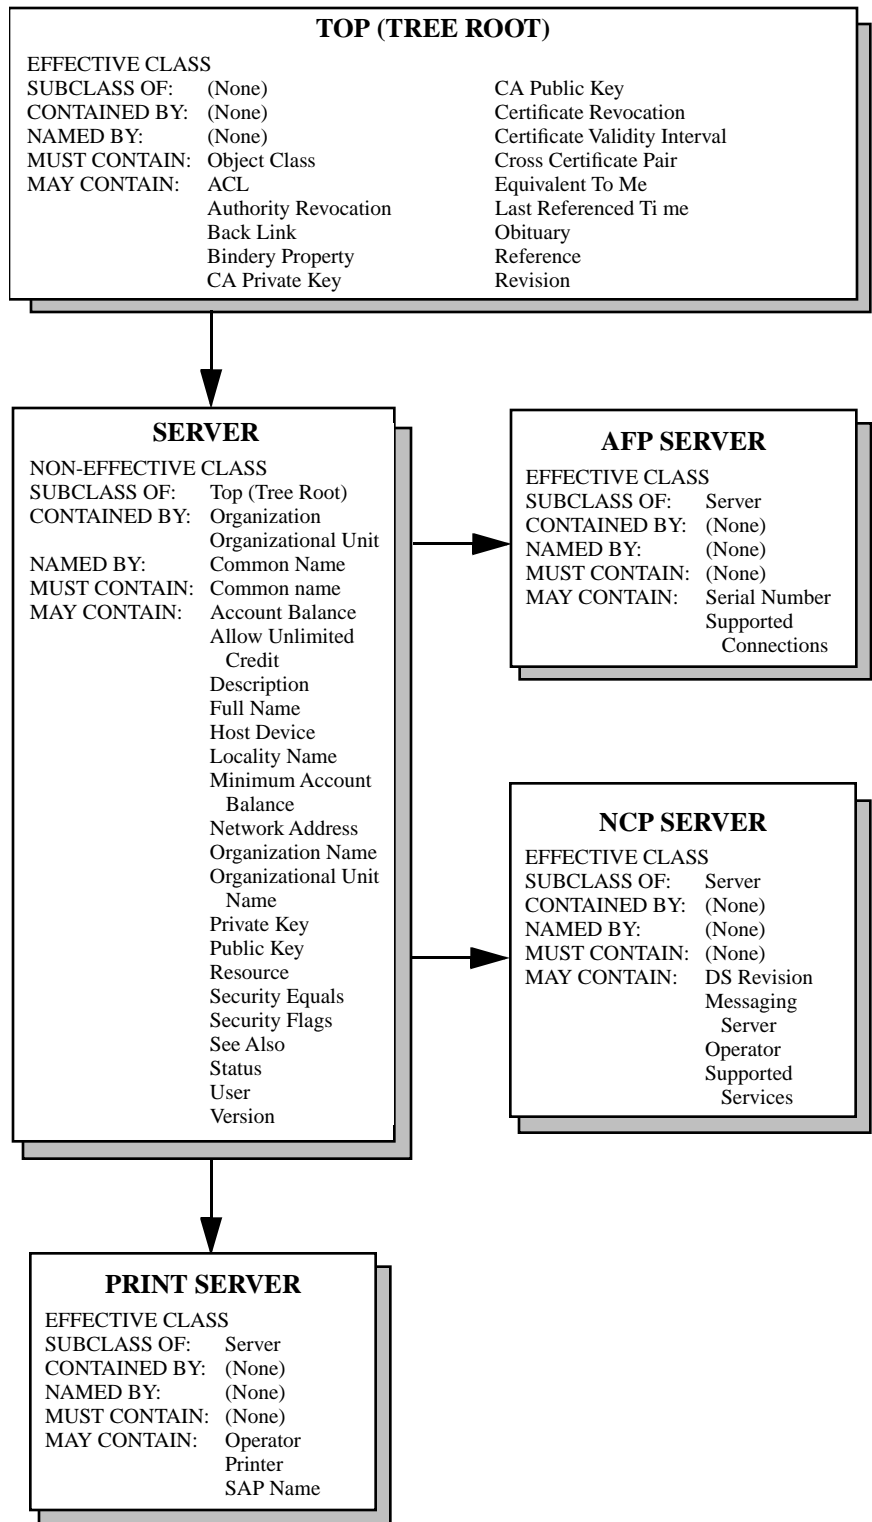 TOP (TREE ROOT)
EFFECTIVE CLASS
SUBCLASS OF: (None)
CONTAINED BY: (None)
NAMED BY: (None)
MUST CONTAIN: Object Class
MAY CONTAIN: ACL
Authority Revocation
Back Link
Bindery Property
CA Private Key
CA Public Key
Certificate Revocation
Certificate Validity Interval
Cross Certificate Pair
Equivalent To Me
Last Referenced Ti me
Obituary
Reference
Revision
SERVER
NON-EFFECTIVE CLASS
SUBCLASS OF: Top (Tree Root)
CONTAINED BY: Organization
Organizational Unit
NAMED BY: Common Name
MUST CONTAIN: Common name
MAY CONTAIN: Account Balance
Allow Unlimited
Credit
Description
Full Name
Host Device
Locality Name
Minimum Account
Balance
Network Address
Organization Name
Organizational Unit
Name
Private Key
Public Key
Resource
Security Equals
Security Flags
See Also
Status
User
Version
AFP SERVER
EFFECTIVE CLASS
SUBCLASS OF: Server
CONTAINED BY: (None)
NAMED BY: (None)
MUST CONTAIN: (None)
MAY CONTAIN: Serial Number
Supported
Connections
NCP SERVER
EFFECTIVE CLASS
SUBCLASS OF: Server
CONTAINED BY: (None)
NAMED BY: (None)
MUST CONTAIN: (None)
MAY CONTAIN: DS Revision
Messaging
Server
Operator
Supported
Services
PRINT SERVER
EFFECTIVE CLASS
SUBCLASS OF: Server
CONTAINED BY: (None)
NAMED BY: (None)
MUST CONTAIN: (None)
MAY CONTAIN: Operator
Printer
SAP Name